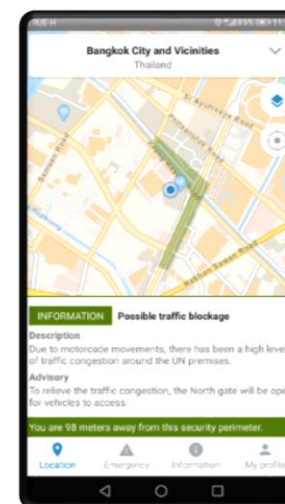 Bangkok City and Vicinities
Thailand
INFORMATION Possible traffic blockage
Description
Due to motorcade movements, there has been a high level
of traffic congestion around the UN premises.
Advisory
To relieve the traffic congestion, the North gate will be ope
for vehicles to access.
You are 98 meters away from this security perimeter.
Location Emergency Information My profile